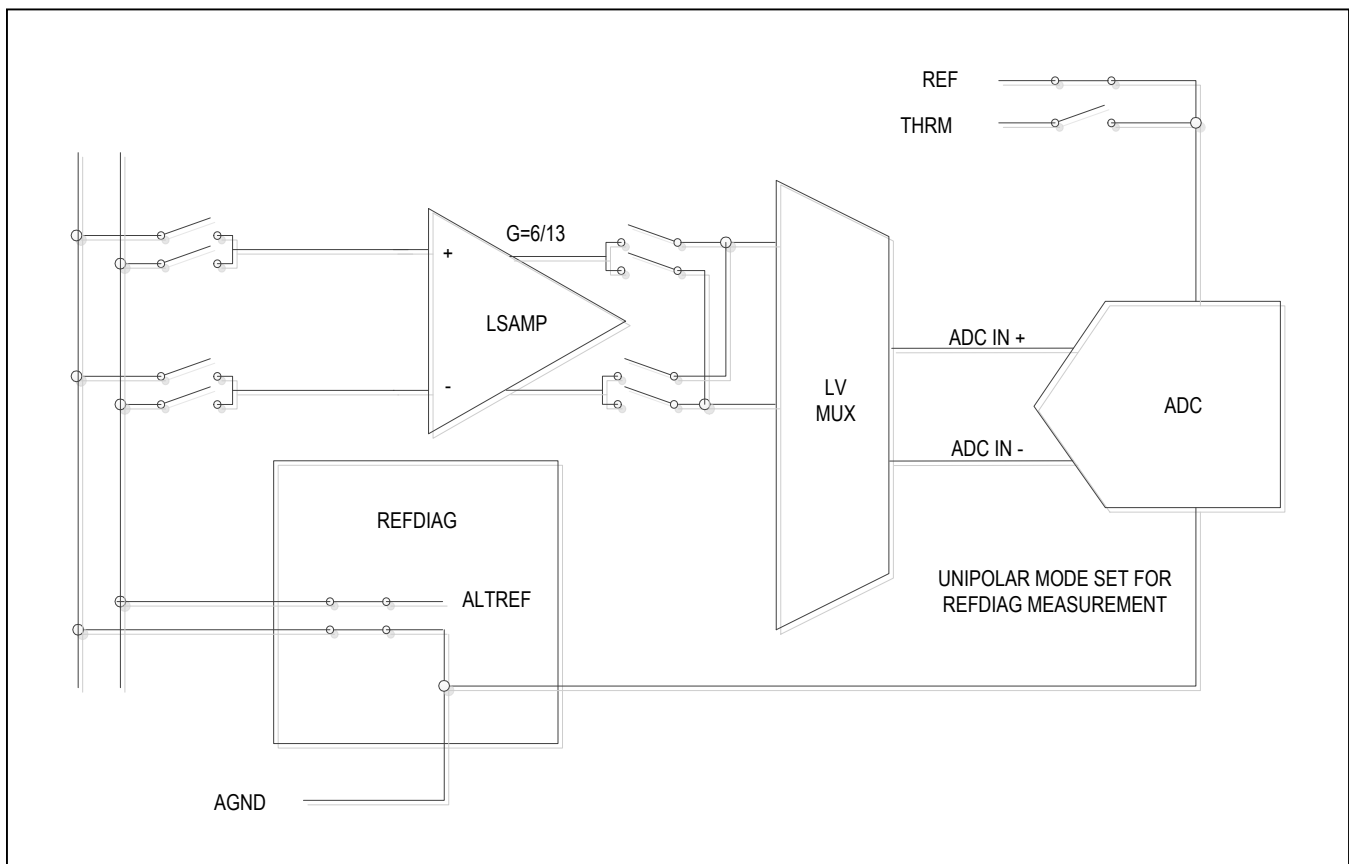 REF
THRM
G=6/13
+
LSAMP
-
ADC IN +
LV
MUX
ADC
ADC IN -
REFDIAG
UNIPOLAR MODE SET FOR
REFDIAG MEASUREMENT
ALTREF
AGND